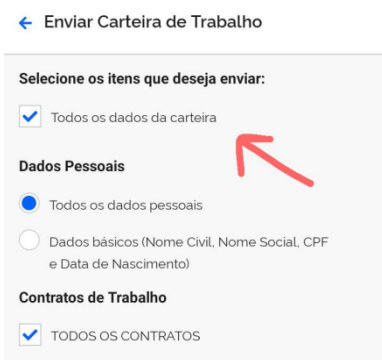 Enviar Carteira de Trabalho
Selecione os itens que deseja enviar:
Todos os dados da carteira
Dados Pessoais
Todos os dados pessoais
Dados básicos (Nome Civil, Nome Social, CPF
e Data de Nascimento)
Contratos de Trabalho
TODOS OS CONTRATOS